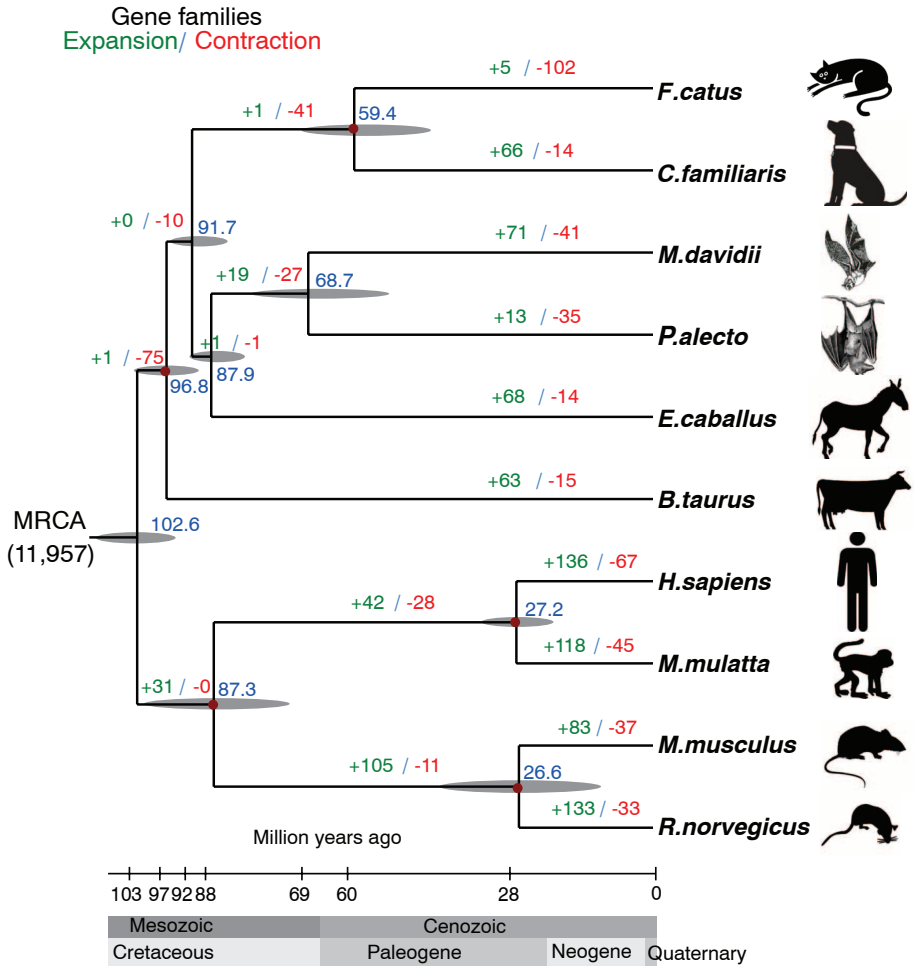 Gene families
Expansion/ Contraction
+5 / -102
F.catus
+1 / -41
59.4
+66 / -14
C.familiaris
+0 / -10
91.7
+71 / -41
M.davidii
+19 / -27
68.7
+13 / -35
P.alecto
+1 / -1
+1 / -75
87.9
96.8
+68 / -14
E.caballus
+63 / -15
B.taurus
MRCA
(11,957)
102.6
+136 / -67
H.sapiens
+42 / -28
27.2
+118 / -45
M.mulatta
+31 / -0
87.3
+83 / -37
M.musculus
+105 / -11
26.6
+133 / -33
R.norvegicus
Million years ago
103 97 92 88 69 60 28 0
Mesozoic Cenozoic
Cretaceous Paleogene Neogene Quaternary